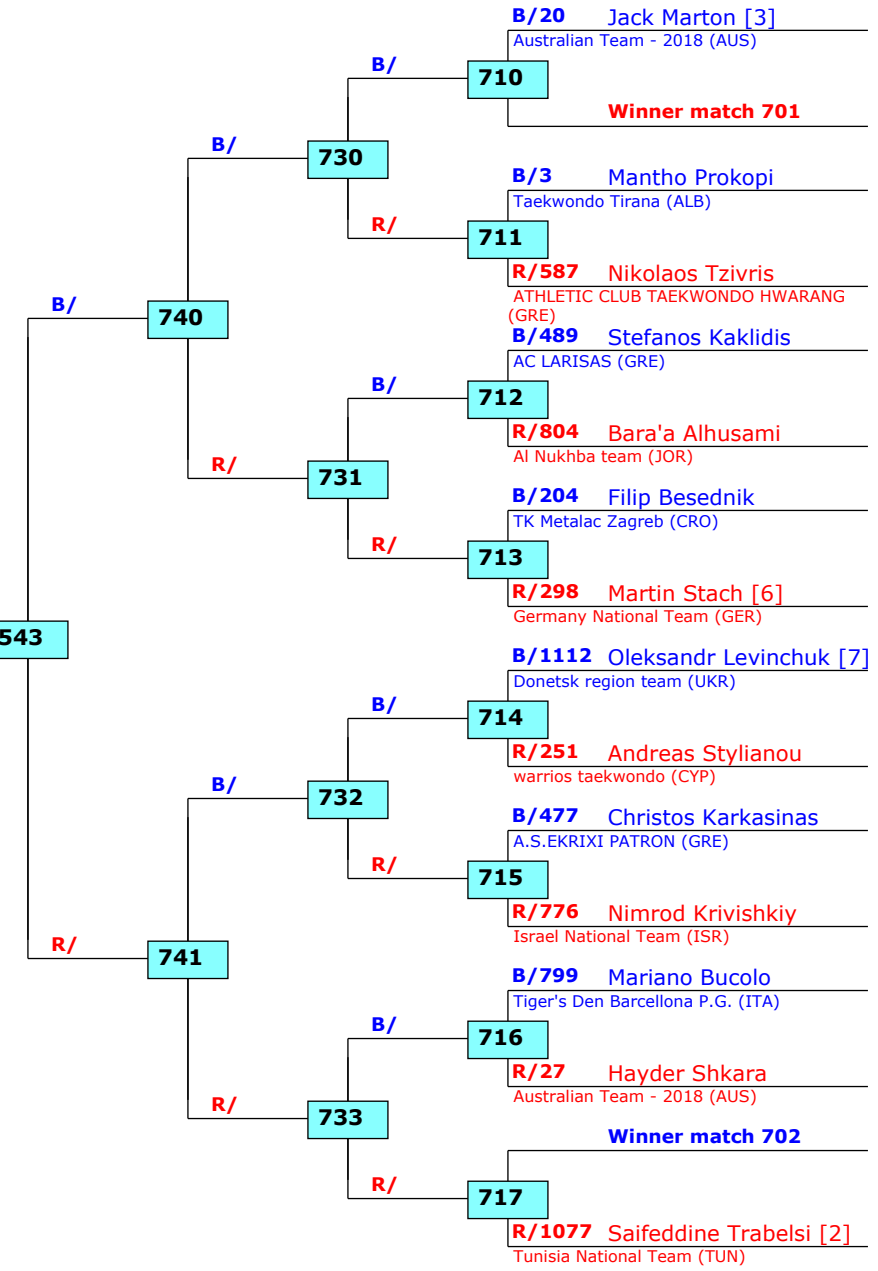 B/20 Jack Marton [3]
Australian Team - 2018 (AUS)
B/
710
Winner match 701
B/
730
B/3 Mantho Prokopi
Taekwondo Tirana (ALB)
R/
711
R/587 Nikolaos Tzivris
ATHLETIC CLUB TAEKWONDO HWARANG
(GRE)
B/
740
B/489 Stefanos Kaklidis
AC LARISAS (GRE)
B/
712
R/804 Bara'a Alhusami
Al Nukhba team (JOR)
R/
731
B/204 Filip Besednik
TK Metalac Zagreb (CRO)
R/
713
R/298 Martin Stach [6]
Germany National Team (GER)
543
B/1112 Oleksandr Levinchuk [7]
Donetsk region team (UKR)
B/
714
R/251 Andreas Stylianou
warrios taekwondo (CYP)
B/
732
B/477 Christos Karkasinas
A.S.EKRIXI PATRON (GRE)
R/
715
R/776 Nimrod Krivishkiy
Israel National Team (ISR)
R/
741
B/799 Mariano Bucolo
Tiger's Den Barcellona P.G. (ITA)
B/
716
R/27 Hayder Shkara
Australian Team - 2018 (AUS)
R/
733
Winner match 702
R/
717
R/1077 Saifeddine Trabelsi [2]
Tunisia National Team (TUN)